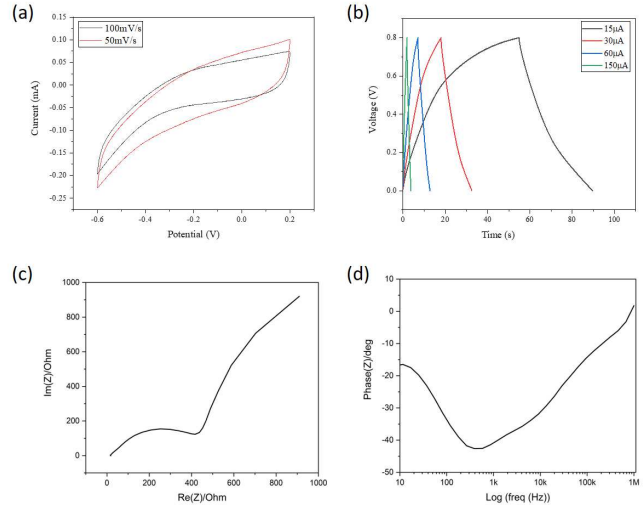 (a)
100mV/s
50mV/s
Current (mA)
0.15
0.10
0.05
0.00
-0.05
-0.10
-0.15
-0.20
-0.25
-0.6
-0.4
-0.2
0.0
0.2
Potential (V)
(b)
15μA
30μA
60μA
150μA
Voltage (V)
0.8
0.6
0.4
0.2
0.0
0
20
40
60
80
100
Time (s)
(c)
Im(Z)/Ohm
1000
800
600
400
200
0
0
200
400
600
800
1000
Re(Z)/Ohm
(d)
Phase(Z)/deg
10
0
-10
-20
-30
-40
-50
10
100
1k
10k
100k
1M
Log (freq (Hz))